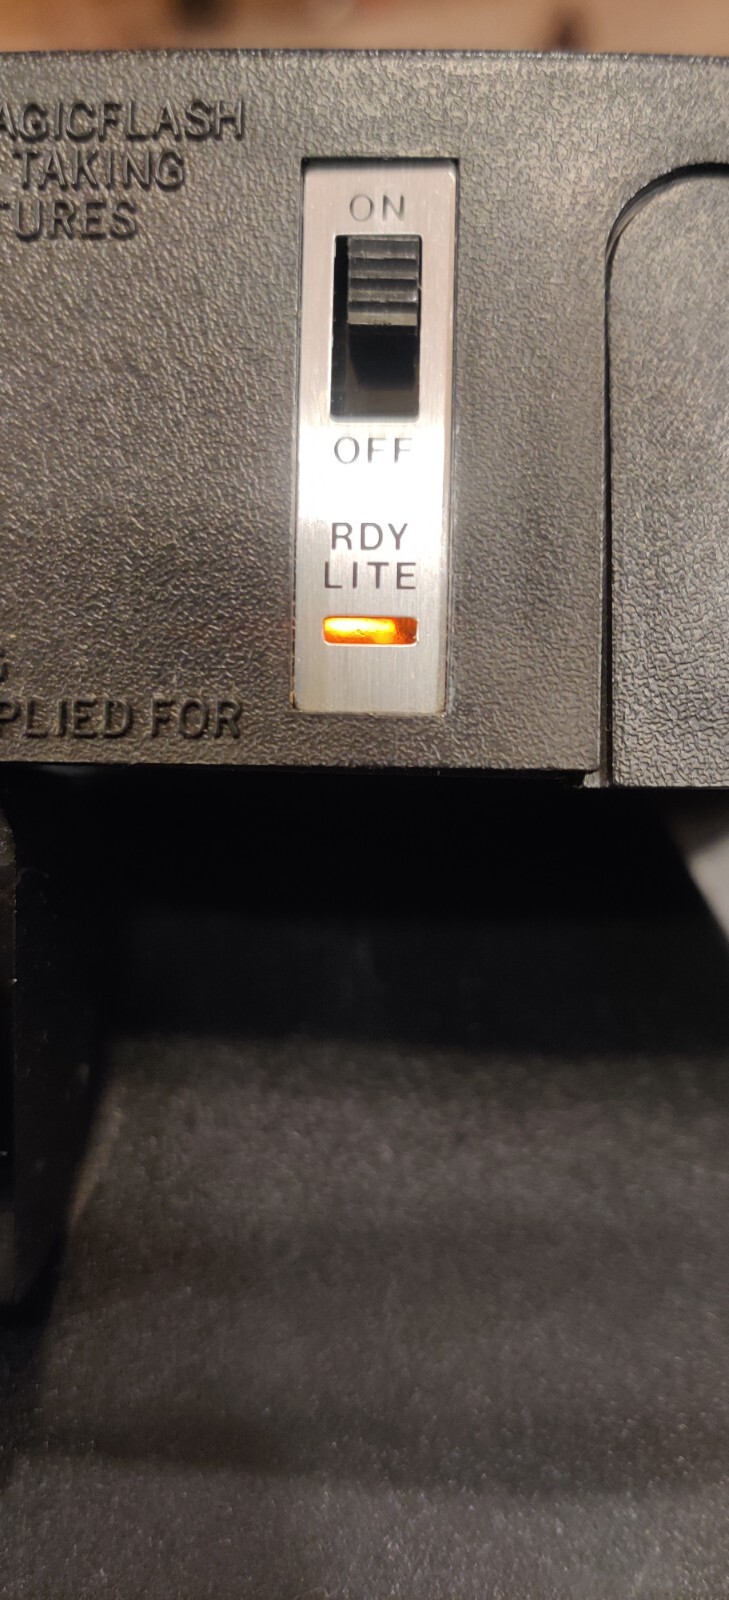 AGICFLASH
TAKING
TURES
ON
OFF
RDY
LITE
PLIED FOR